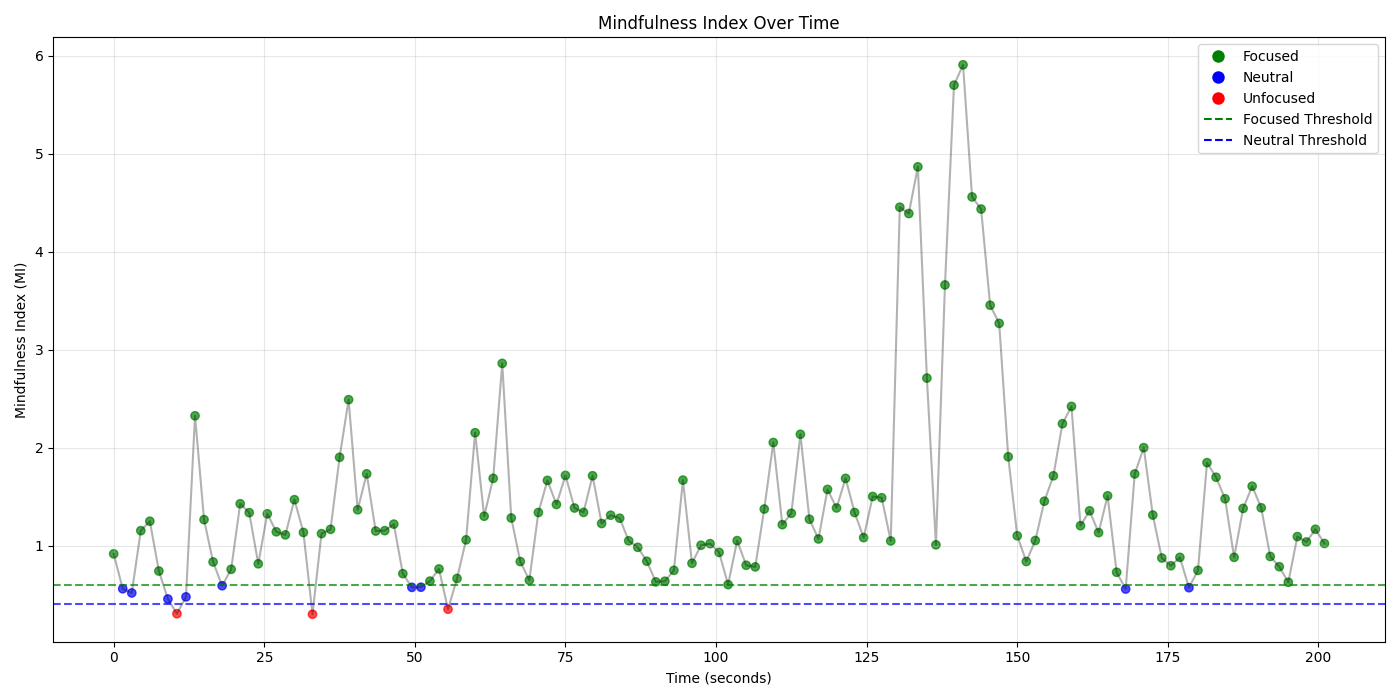 Mindfulness Index Over Time
Focused
Neutral
Unfocused
Focused Threshold
Neutral Threshold
Mindfulness Index (MI)
6
5
4
3
2
1
0 25 50 75 100 125 150 175 200
Time (seconds)